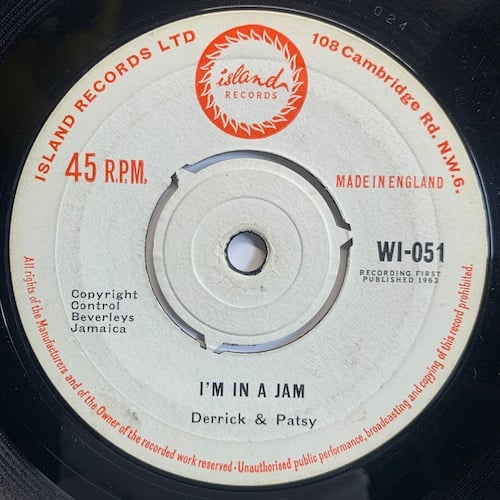 024
ISLAND RECORDS LTD
island
RECORDS
108 Cambridge Rd. N.W.6.
45 R.P.M.
MADE IN ENGLAND
WI-051
RECORDING FIRST
PUBLISHED 1963
Copyright
Control
Beverleys
Jamaica
I'M IN A JAM
Derrick & Patsy
All rights of the Manufacturers and of the Owner of the recorded work reserved - Unauthorised public performance, broadcasting and copying of this record prohibited.